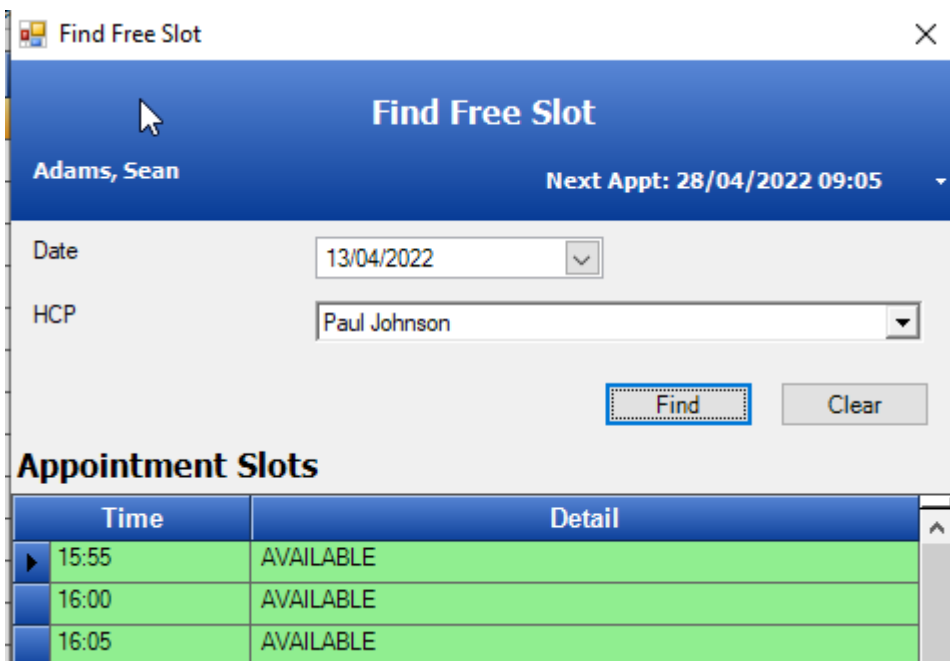 Find Free Slot
Find Free Slot
Adams, Sean
Next Appt: 28/04/2022 09:05
Date 13/04/2022
HCP Paul Johnson
Find Clear
Appointment Slots
Time Detail
15:55 AVAILABLE
16:00 AVAILABLE
16:05 AVAILABLE